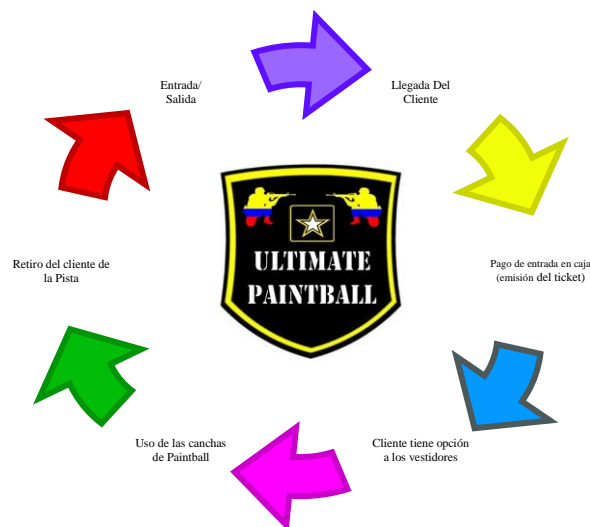 Entrada/
Salida
Llegada Del
Cliente
ULTIMATE
PAINTBALL
Retiro del cliente de
la Pista
Pago de entrada en caja
(emisión del ticket)
Uso de las canchas
de Paintball
Cliente tiene opción
a los vestidores